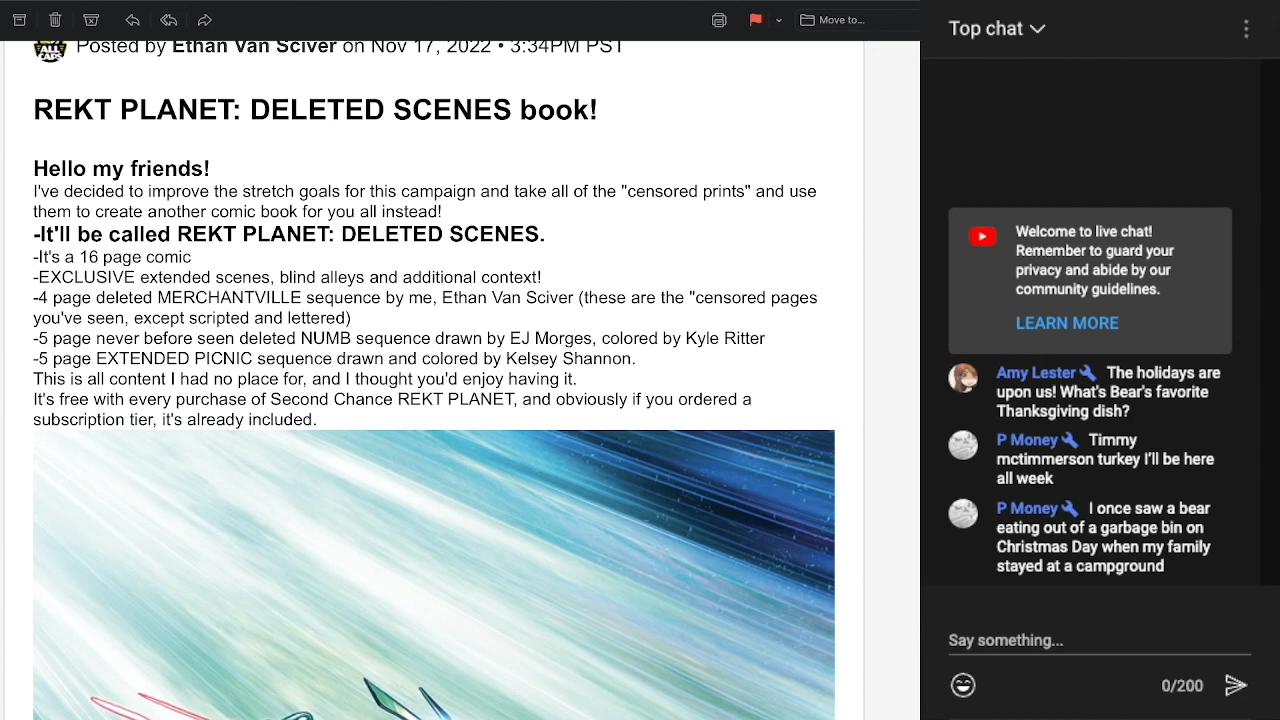 Move to...
ALL CAPS
Posted by Ethan Van Sciver on Nov 17, 2022 • 3:34PM PST
REKT PLANET: DELETED SCENES book!
Hello my friends!
I've decided to improve the stretch goals for this campaign and take all of the "censored prints" and use
them to create another comic book for you all instead!
-It'll be called REKT PLANET: DELETED SCENES.
-It's a 16 page comic
-EXCLUSIVE extended scenes, blind alleys and additional context!
-4 page deleted MERCHANTVILLE sequence by me, Ethan Van Sciver (these are the "censored pages
you've seen, except scripted and lettered)
-5 page never before seen deleted NUMB sequence drawn by EJ Morges, colored by Kyle Ritter
-5 page EXTENDED PICNIC sequence drawn and colored by Kelsey Shannon.
This is all content I had no place for, and I thought you'd enjoy having it.
It's free with every purchase of Second Chance REKT PLANET, and obviously if you ordered a
subscription tier, it's already included.
Top chat
Welcome to live chat!
Remember to guard your
privacy and abide by our
community guidelines.
LEARN MORE
Amy Lester The holidays are
upon us! What's Bear's favorite
Thanksgiving dish?
P Money Timmy
mctimmerson turkey I'll be here
all week
P Money I once saw a bear
eating out of a garbage bin on
Christmas Day when my family
stayed at a campground
Say something...
0/200